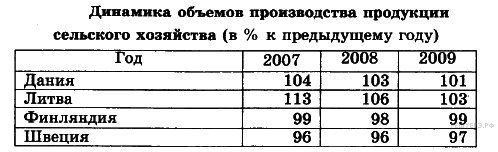 Динамика объемов производства продукции
сельского хозяйства (в % к предыдущему году)
Год 2007 2008 2009
Дания 104 103 101
Литва 113 106 103
Финляндия 99 98 99
Швеция 96 96 97